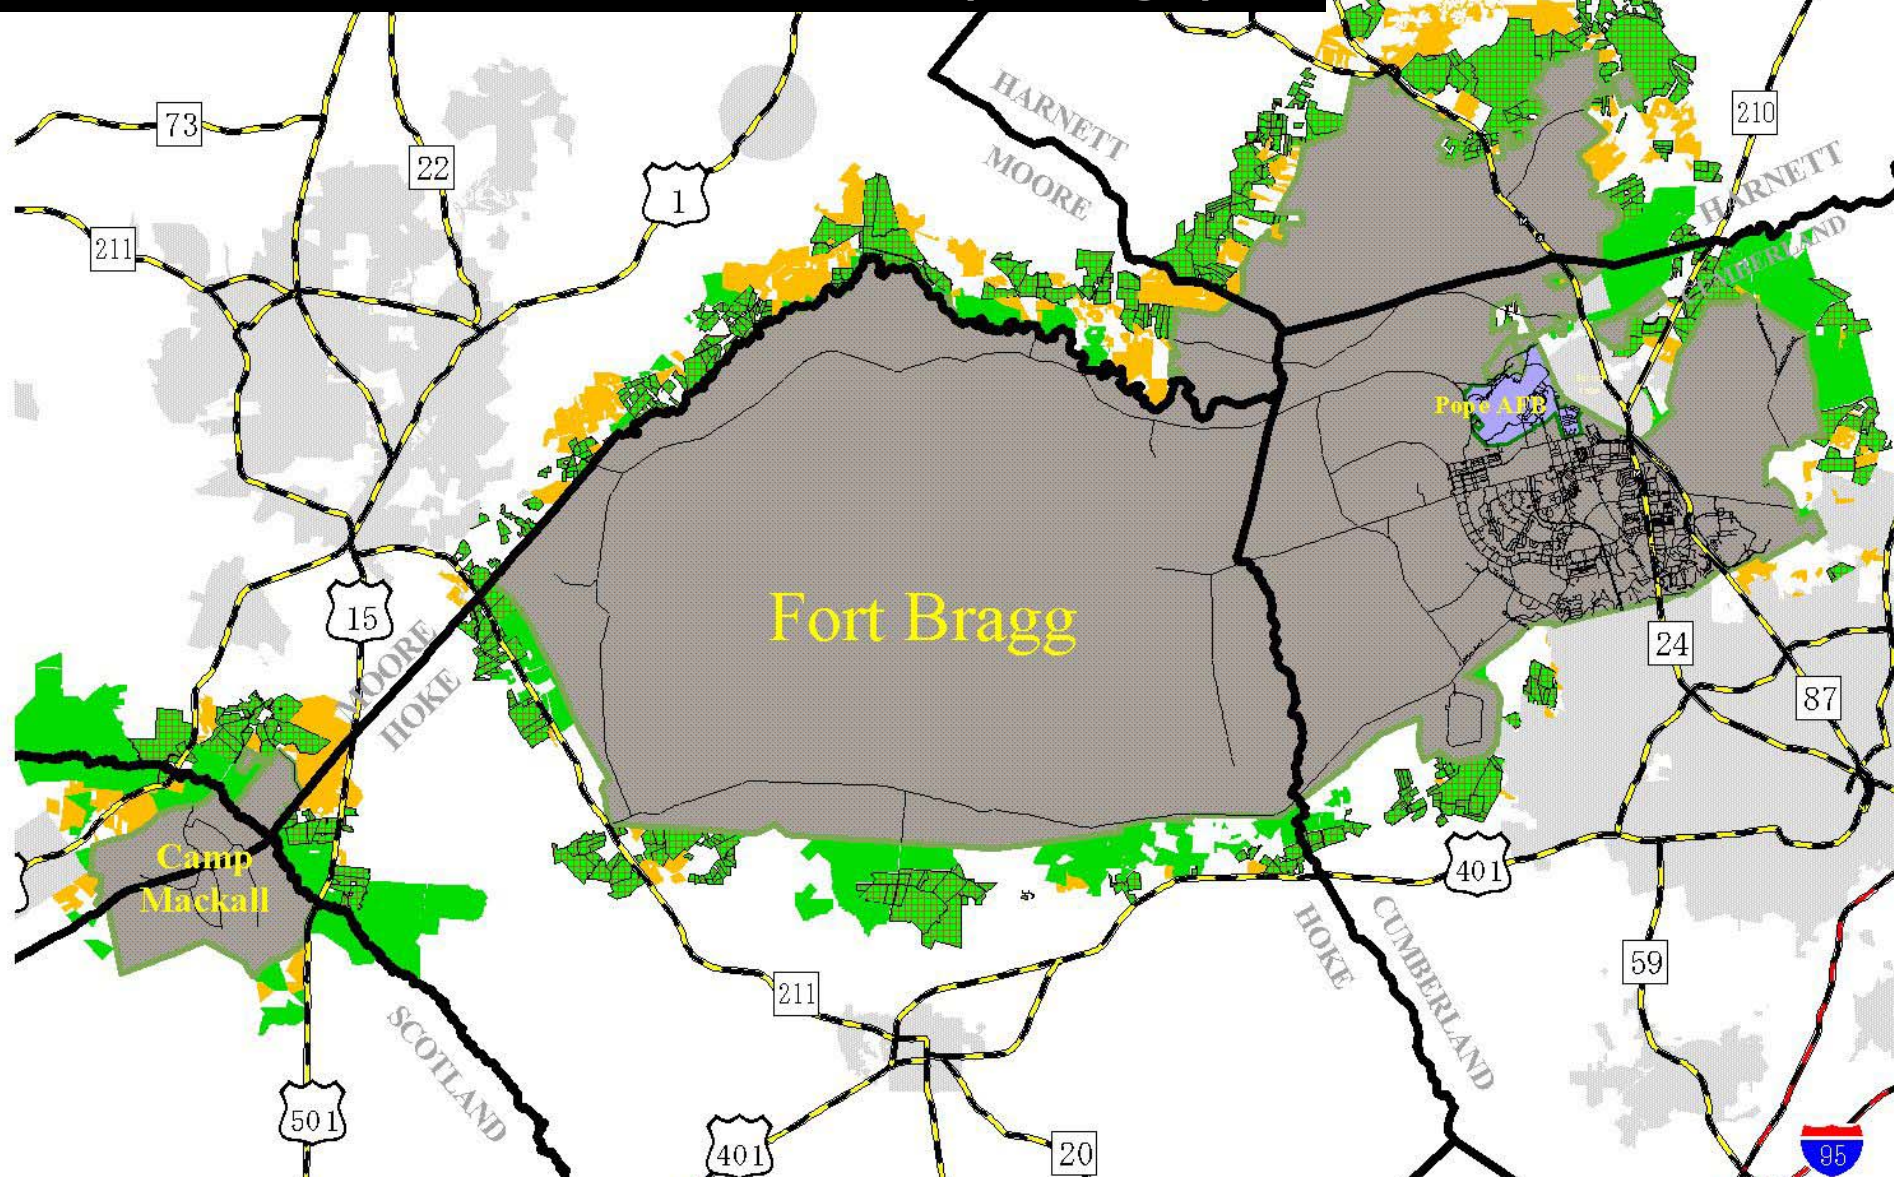 HARNETT
MOORE
73
22
1
210
211
HARNETT
CUMBERLAND
Pope AFB
Fort Bragg
15
MOORE
HOKE
24
87
Camp
Mackall
401
HOKE
CUMBERLAND
59
211
SCOTLAND
501
401
20
95